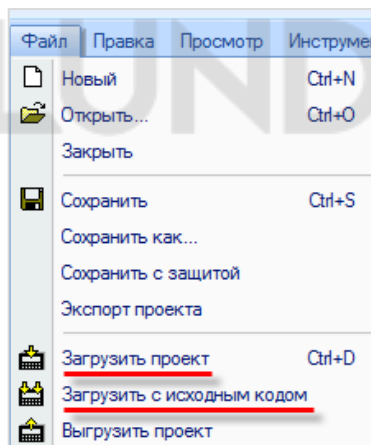 Файл Правка Просмотр
Новый Ctrl+N
Открыть... Ctrl+O
Закрыть
Сохранить Ctrl+S
Сохранить как...
Сохранить с защитой
Экспорт проекта
Загрузить проект Ctrl+D
Загрузить с исходным кодом
Выгрузить проект